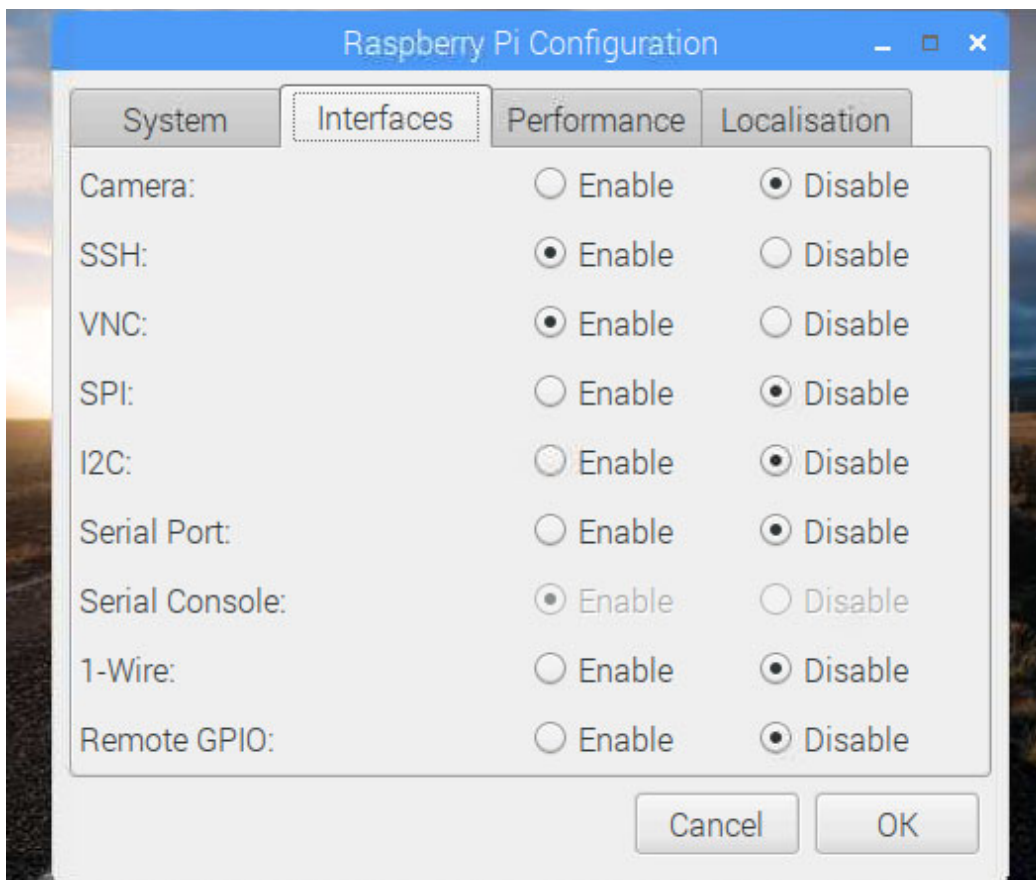 Raspberry Pi Configuration
System Interfaces Performance Localisation
Camera: Enable Disable
SSH: Enable Disable
VNC: Enable Disable
SPI: Enable Disable
I2C: Enable Disable
Serial Port: Enable Disable
Serial Console: Enable Disable
1-Wire: Enable Disable
Remote GPIO: Enable Disable
Cancel OK